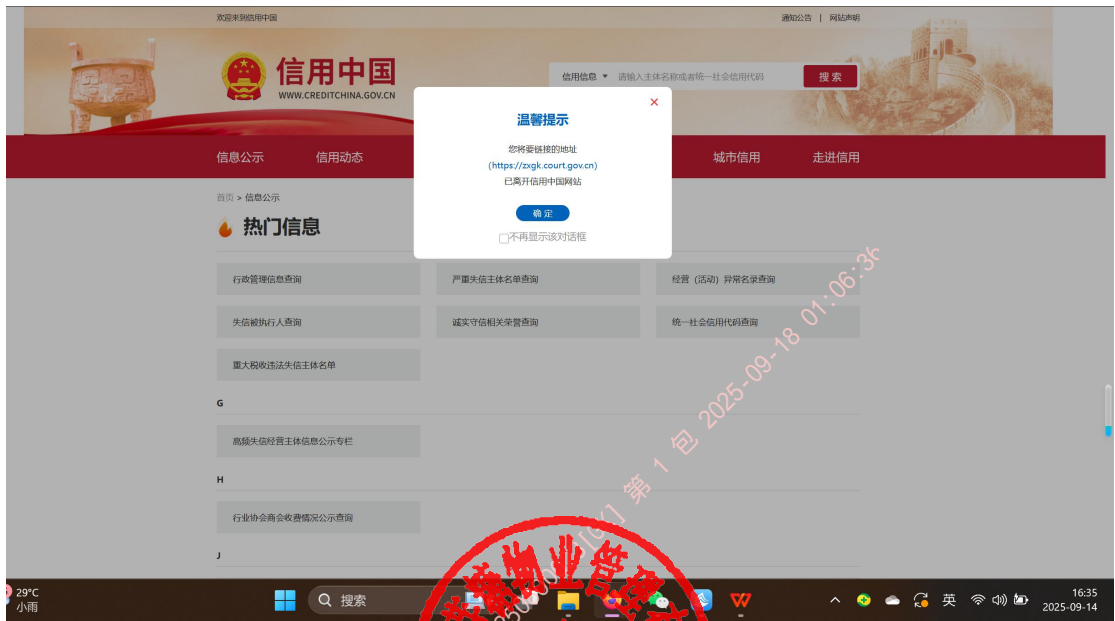 欢迎来到信用中国
通知公告 | 网站声明
信用中国
WWW.CREDITCHINA.GOV.CN
信用信息
请输入主体名称或者统一社会信用代码
搜索
信息公示
信用动态
城市信用
走进信用
温馨提示
您将要链接的地址
(https://zxgk.court.gov.cn)
已离开信用中国网站
确定
不再显示该对话框
首页 > 信息公示
热门信息
行政管理信息查询
严重失信主体名单查询
经营（活动）异常名录查询
失信被执行人查询
诚实守信相关荣誉查询
统一社会信用代码查询
重大税收违法失信主体名单
G
高频失信经营主体信息公示专栏
H
行业协会商会收费情况公示查询
J
[GK] 第 1 包 2025-09-18 01:06:36
物业管
29°C
小雨
搜索
英
16:35
2025-09-14